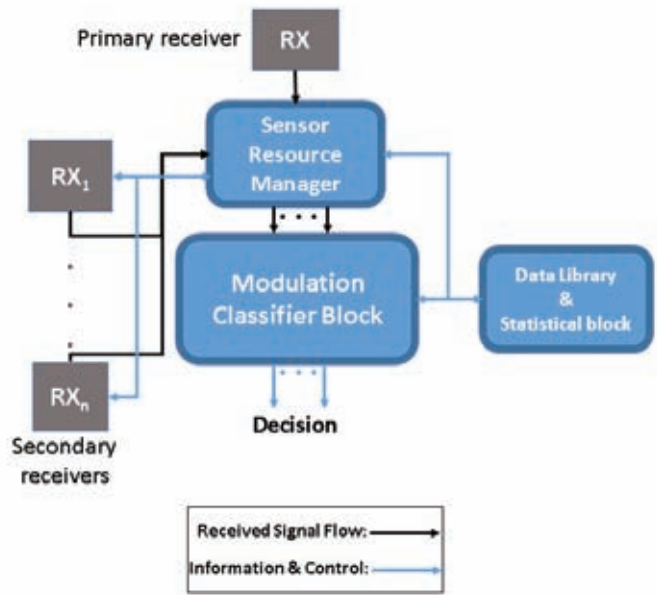 Primary receiver
RX
Sensor
Resource
Manager
RX1
Modulation
Classifier Block
Data Library
&
Statistical block
RXn
Secondary
receivers
Decision
Received Signal Flow:
Information & Control: